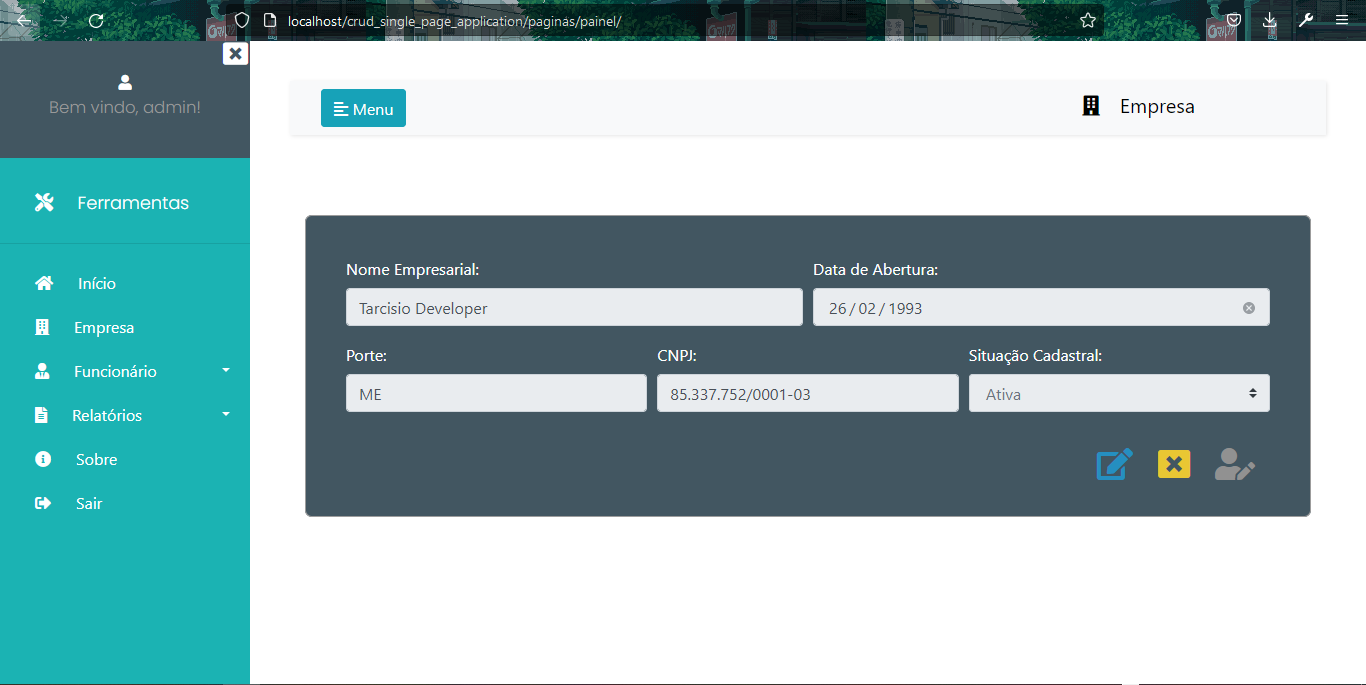 localhost/crud_single_page_application/paginas/painel/
Bem vindo, admin!
Menu
Empresa
Ferramentas
Início
Empresa
Funcionário
Relatórios
Sobre
Sair
Nome Empresarial:
Data de Abertura:
Tarcisio Developer
26 / 02 / 1993
Porte:
CNPJ:
Situação Cadastral:
ME
85.337.752/0001-03
Ativa